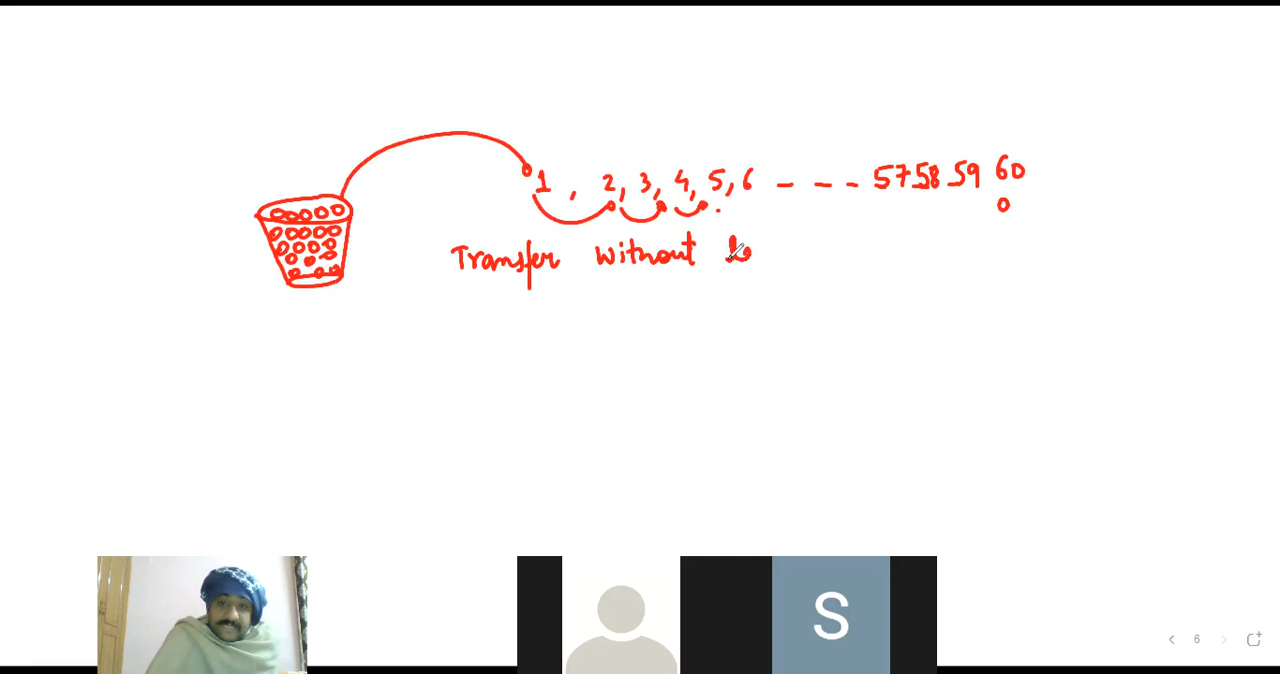 1 , 2, 3, 4, 5, 6 - - - 57 58 59 60
Transfer without
S
6